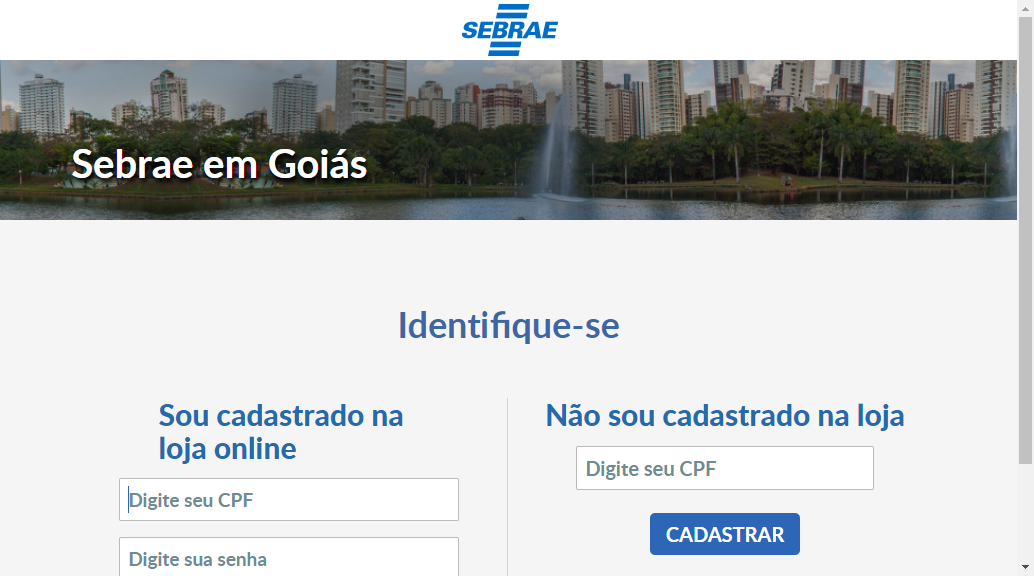 SEBRAE
Sebrae em Goiás
Identifique-se
Sou cadastrado na
loja online
Digite seu CPF
Digite sua senha
Não sou cadastrado na loja
Digite seu CPF
CADASTRAR